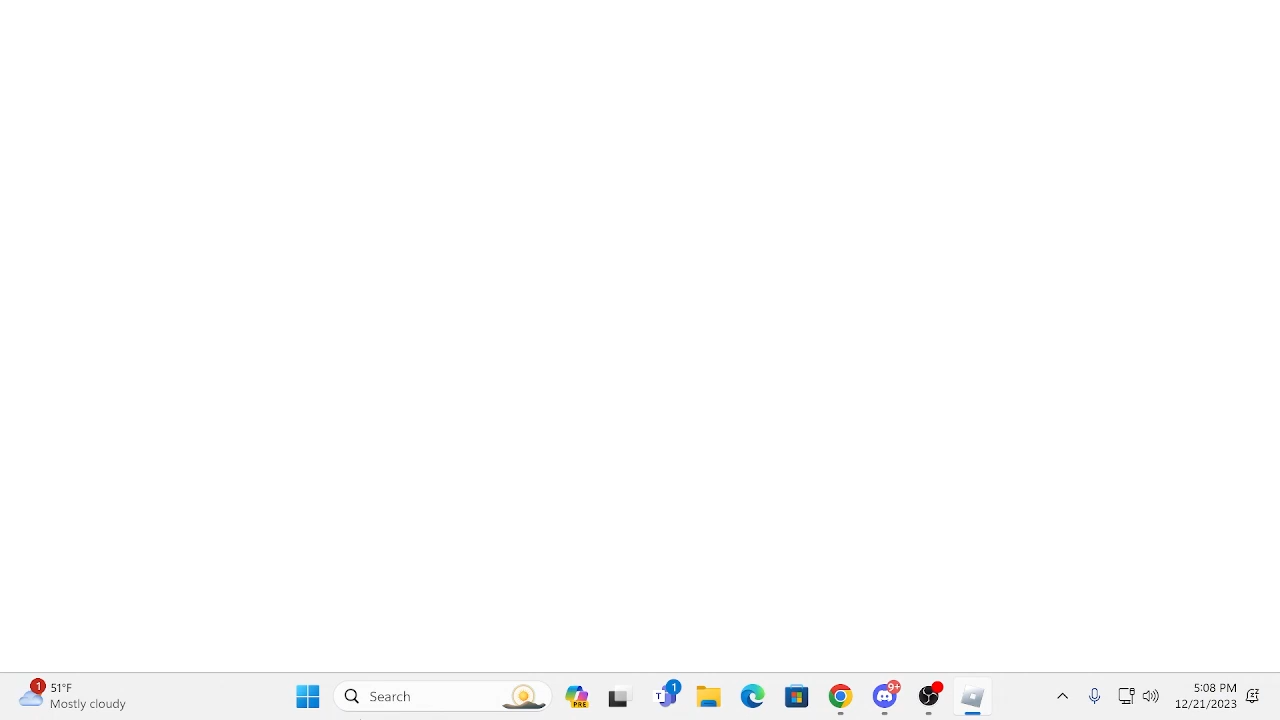 1
51°F
Mostly cloudy
Search
PRE
T
1
9+
5:08 PM
12/21/2023